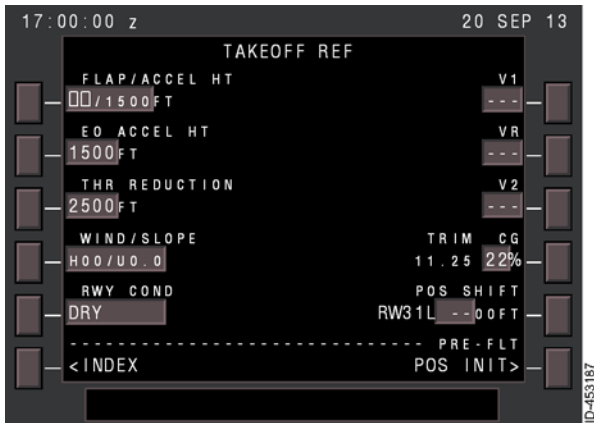 17:00:00 z 20 SEP 13
TAKEOFF REF
FLAP/ACCEL HT V1
☐☐/1500FT ---
EO ACCEL HT VR
1500FT ---
THR REDUCTION V2
2500FT ---
WIND/SLOPE TRIM CG
H00/U0.0 11.25 22%
RWY COND POS SHIFT
DRY RW31L --00FT
-------------------------------- PRE-FLT
<INDEX POS INIT>
ID-453187